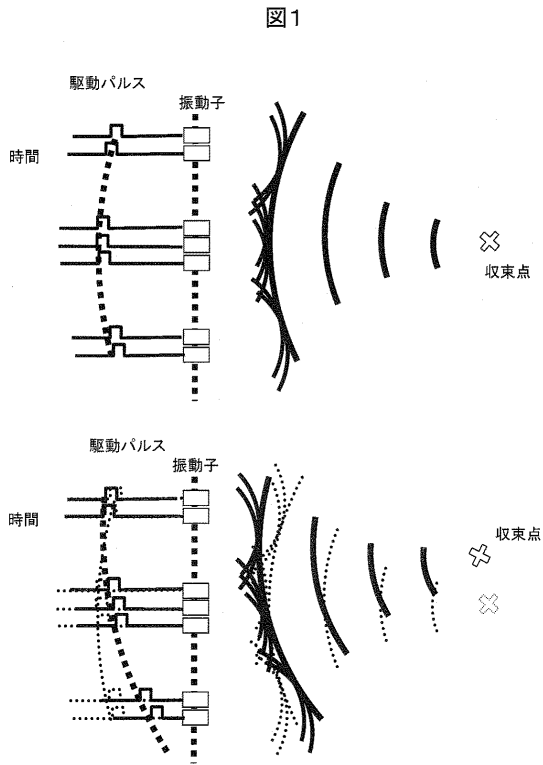 図1
駆動パルス
振動子
時間
収束点
駆動パルス
振動子
時間
収束点